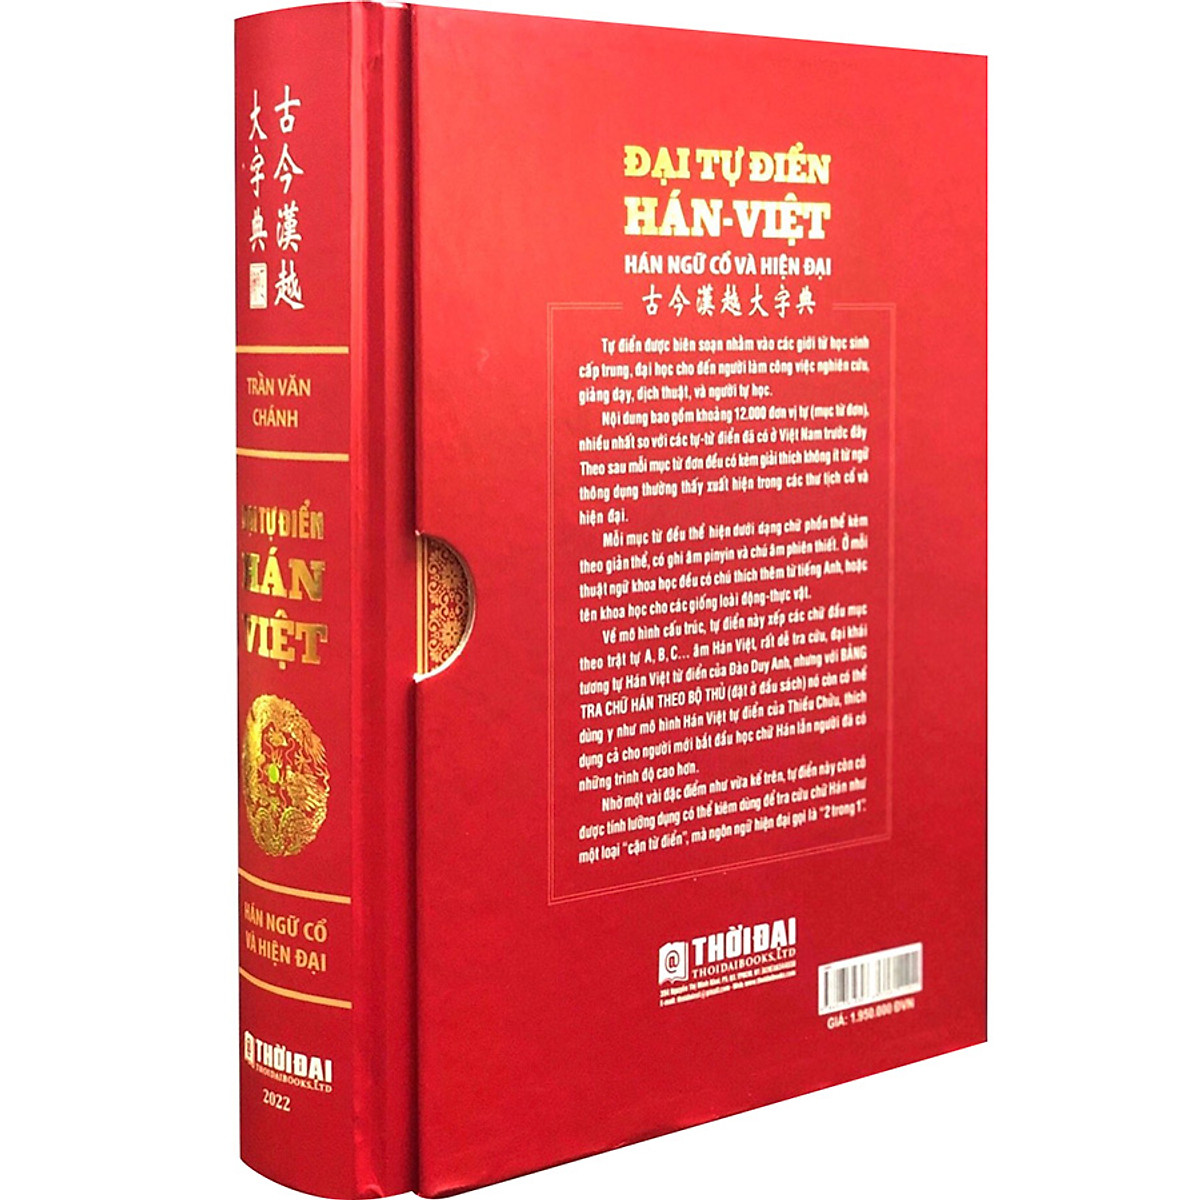 古今漢越
大字典
TRẦN VĂN
CHÁNH
ĐẠI TỰ ĐIỂN
HÁN
VIỆT
HÁN NGỮ CỔ
VÀ HIỆN ĐẠI
THỜI ĐẠI
THOIDAIBOOKS,LTD
2022
ĐẠI TỰ ĐIỂN
HÁN-VIỆT
HÁN NGỮ CỔ VÀ HIỆN ĐẠI
古今漢越大字典
Tự điển được biên soạn nhằm vào các giới từ học sinh
cấp trung, đại học cho đến người làm công việc nghiên cứu,
giảng dạy, dịch thuật, và người tự học.
Nội dung bao gồm khoảng 12.000 đơn vị tự (mục từ đơn),
nhiều nhất so với các tự-từ điển đã có ở Việt Nam trước đây
Theo sau mỗi mục từ đơn đều có kèm giải thích không ít từ ngữ
thông dụng thường thấy xuất hiện trong các thư tịch cổ và
hiện đại.
Mỗi mục từ đều thể hiện dưới dạng chữ phồn thể kèm
theo giản thể, có ghi âm pinyin và chú âm phiên thiết. Ở mỗi
thuật ngữ khoa học đều có chú thích thêm từ tiếng Anh, hoặc
tên khoa học cho các giống loài động-thực vật.
Về mô hình cấu trúc, tự điển này xếp các chữ đầu mục
theo trật tự A, B, C... âm Hán Việt, rất dễ tra cứu, đại khái
tương tự Hán Việt từ điển của Đào Duy Anh, nhưng với BẢNG
TRA CHỮ HÁN THEO BỘ THỦ (đặt ở đầu sách) nó còn có thể
dùng y như mô hình Hán Việt tự điển của Thiều Chửu, thích
dụng cả cho người mới bắt đầu học chữ Hán lẫn người đã có
những trình độ cao hơn.
Nhờ một vài đặc điểm như vừa kể trên, tự điển này còn có
được tính lưỡng dụng có thể kiêm dùng để tra cứu chữ Hán như
một loại "cận từ điển", mà ngôn ngữ hiện đại gọi là "2 trong 1".
@ THỜI ĐẠI
THOIDAIBOOKS,LTD
GIÁ: 1.950.000 ĐVN